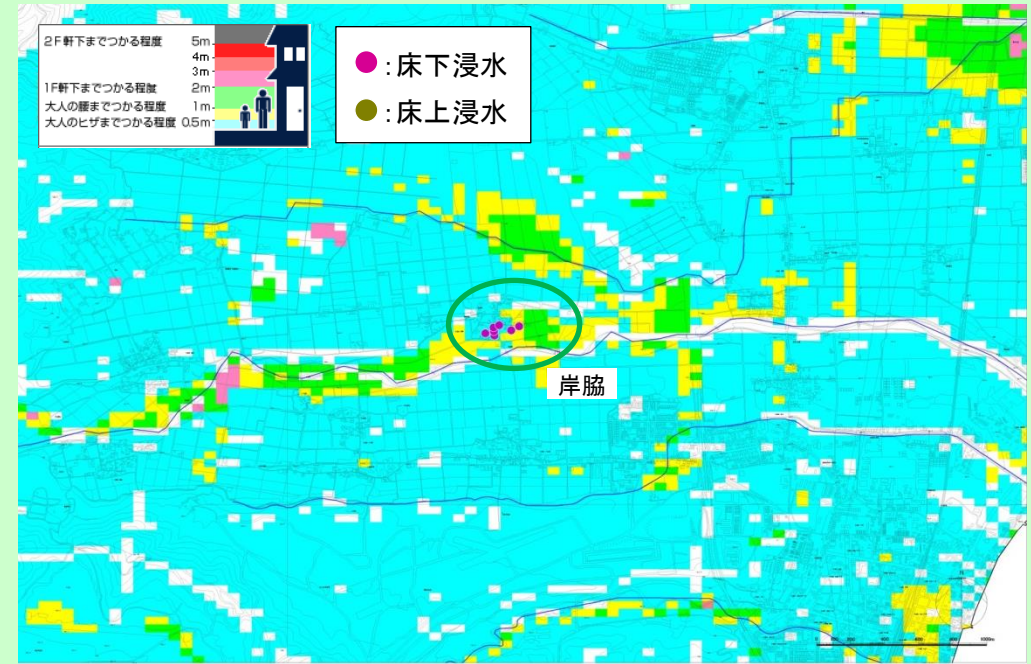 2F軒下までつかる程度 5m
4m
3m
1F軒下までつかる程度 2m
大人の腰までつかる程度 1m
大人のヒザまでつかる程度 0.5m
●:床下浸水
●:床上浸水
岸脇